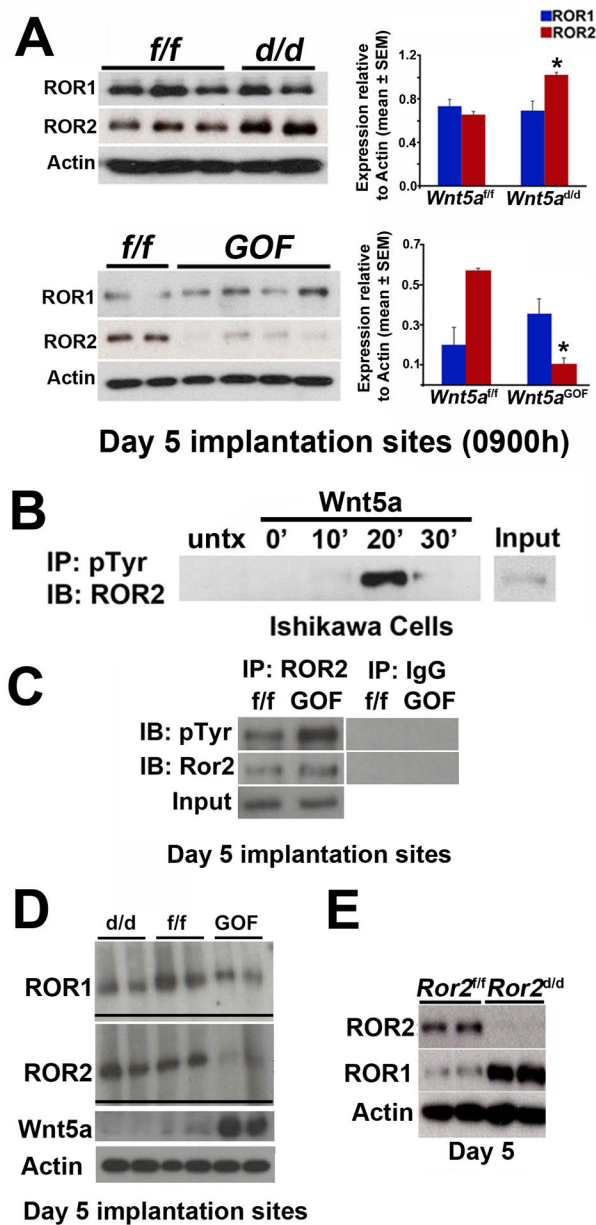 A
f/f d/d
ROR1
ROR2
Actin
ROR1
ROR2
Expression relative
to Actin (mean ± SEM)
1.2
0.8
0.4
0.0
*
Wnt5a f/f Wnt5a d/d
f/f GOF
ROR1
ROR2
Actin
Expression relative
to Actin (mean ± SEM)
0.7
0.5
0.3
0.1
*
Wnt5a f/f Wnt5a GOF
Day 5 implantation sites (0900h)
B
Wnt5a
untx 0’ 10’ 20’ 30’ Input
IP: pTyr
IB: ROR2
Ishikawa Cells
C
IP: ROR2 IP: IgG
f/f GOF f/f GOF
IB: pTyr
IB: Ror2
Input
Day 5 implantation sites
D
d/d f/f GOF
ROR1
ROR2
Wnt5a
Actin
Day 5 implantation sites
E
Ror2 f/f Ror2 d/d
ROR2
ROR1
Actin
Day 5